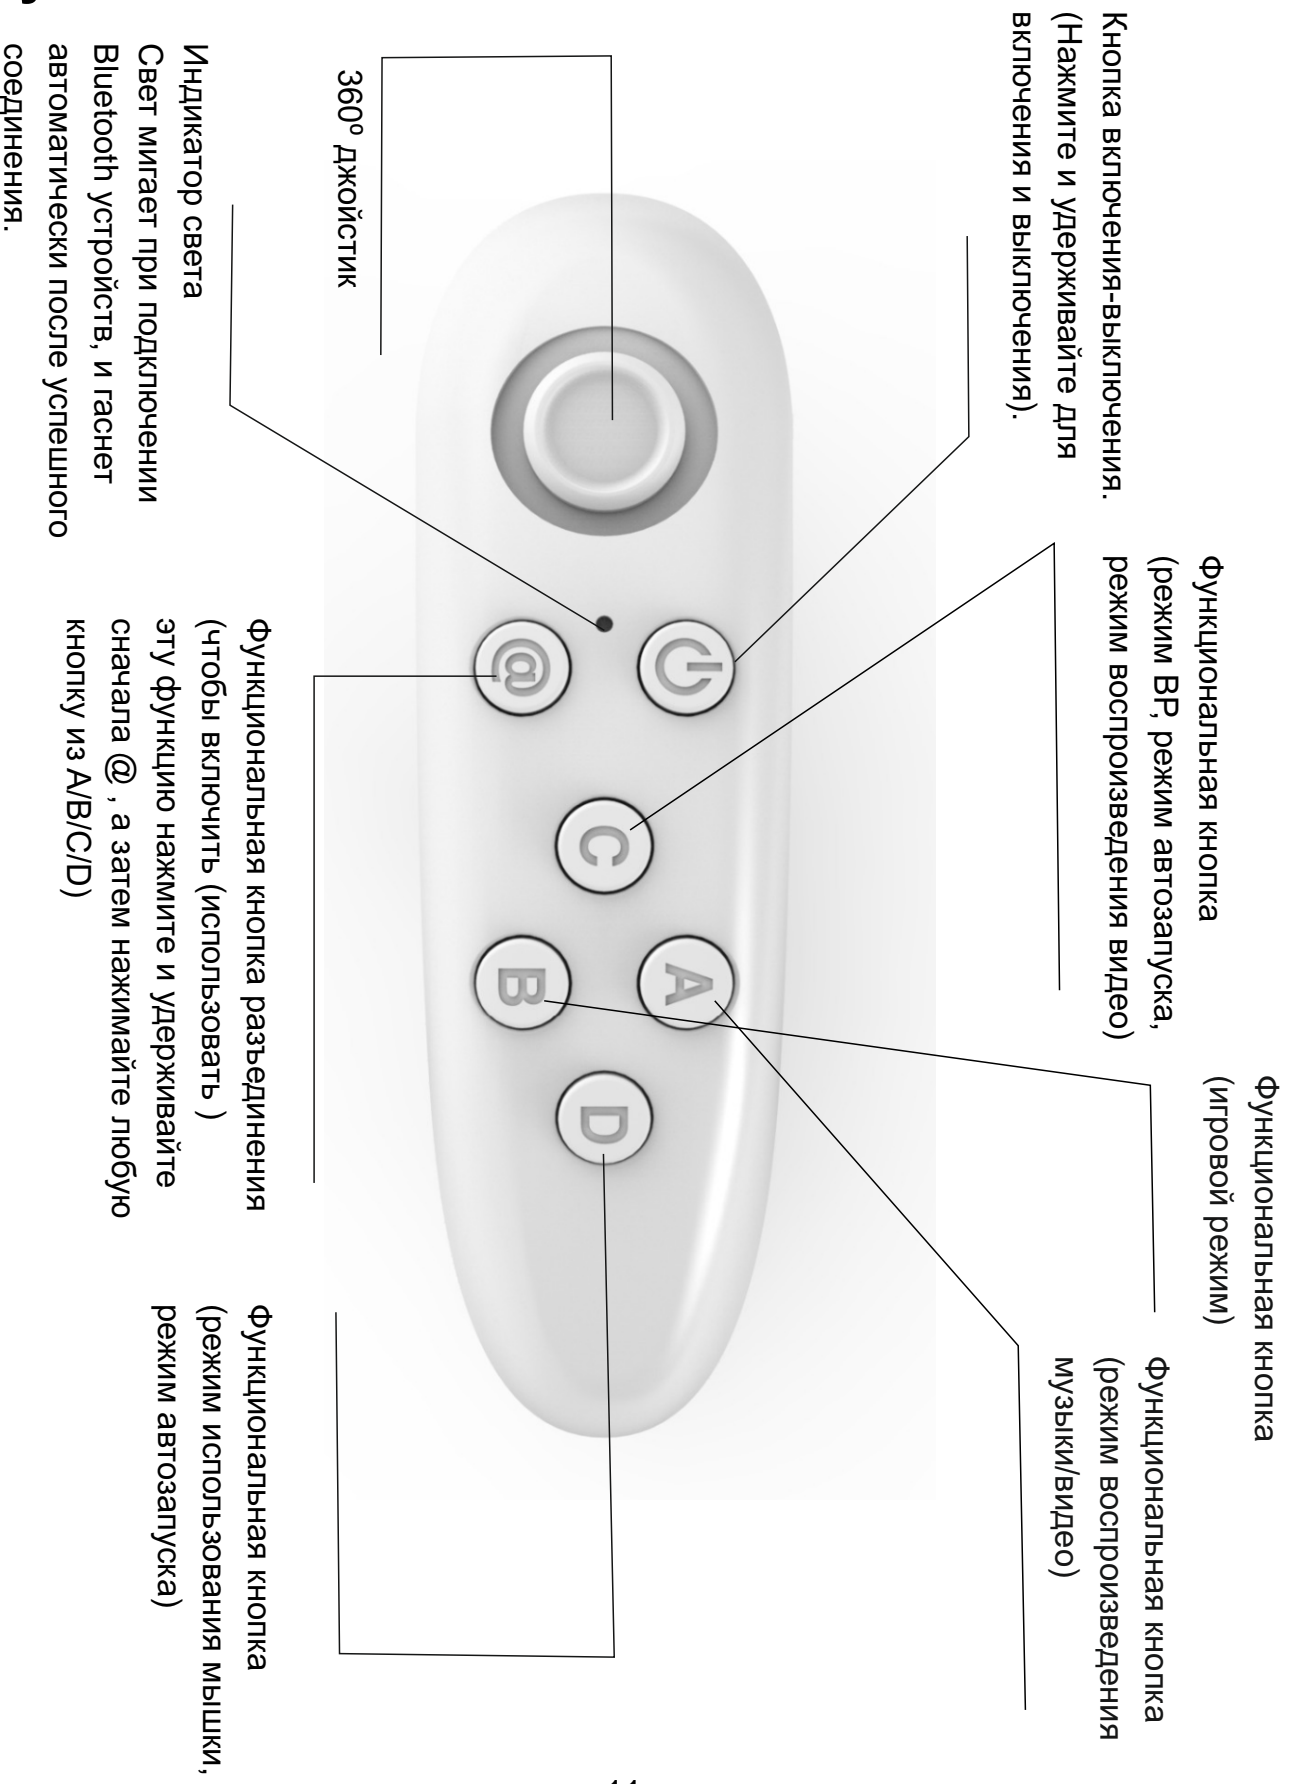 Кнопка включения-выключения.
(Нажмите и удерживайте для
включения и выключения).
Функциональная кнопка
(режим ВР, режим автозапуска,
режим воспроизведения видео)
Функциональная кнопка
(игровой режим)
Функциональная кнопка
(режим воспроизведения
музыки/видео)
360º джойстик
@
C
A
B
D
Индикатор света
Свет мигает при подключении
Bluetooth устройств, и гаснет
автоматически после успешного
соединения.
Функциональная кнопка разъединения
(чтобы включить (использовать )
эту функцию нажмите и удерживайте
сначала @ , а затем нажимайте любую
кнопку из A/B/C/D)
Функциональная кнопка
(режим использования мышки,
режим автозапуска)